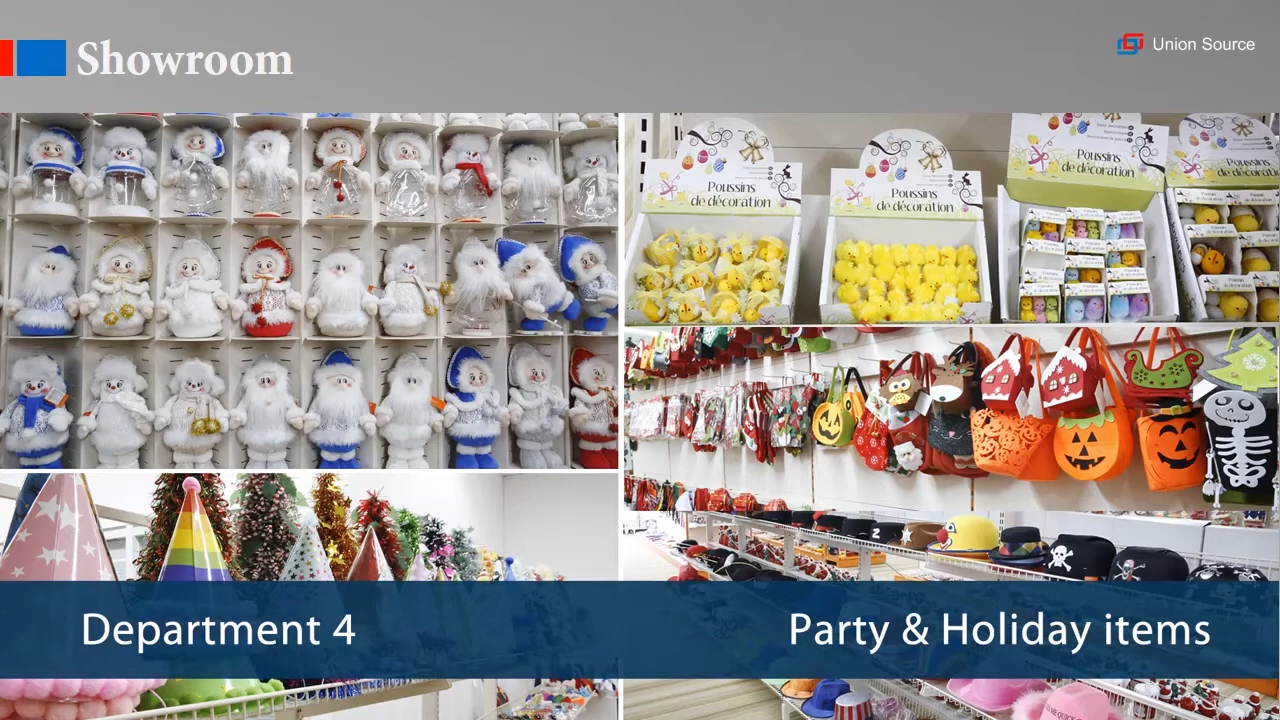 Showroom
Union Source
Poussins
de décoration
Poussins
de décoration
Poussins
de décoration
Poussins
de décoration
Department 4
Party & Holiday items